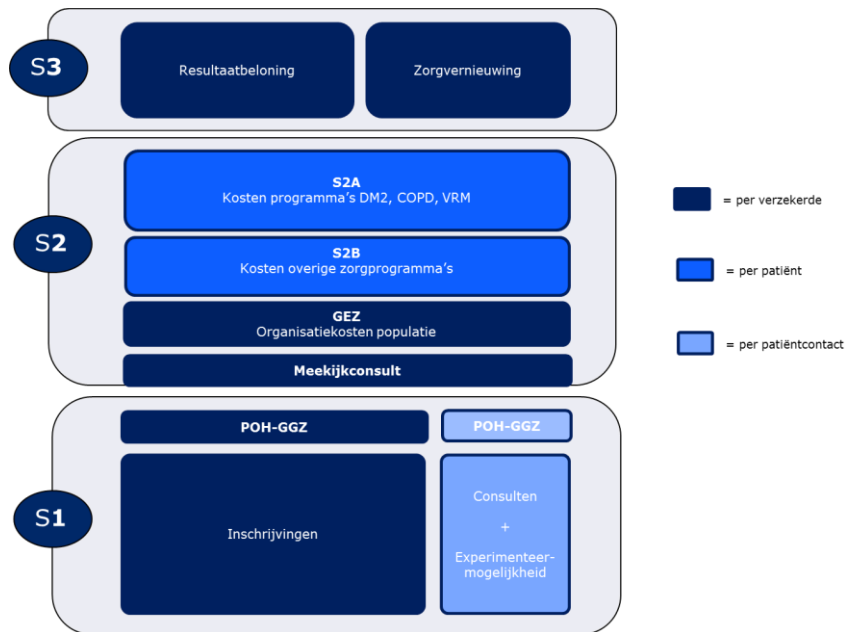 S3
Resultaatbeloning
Zorgvernieuwing
S2
S2A
Kosten programma's DM2, COPD, VRM
S2B
Kosten overige zorgprogramma's
GEZ
Organisatiekosten populatie
Meekijkconsult
= per verzekerde
= per patiënt
= per patiëntcontact
S1
POH-GGZ
POH-GGZ
Inschrijvingen
Consulten
+
Experimenteer-
mogelijkheid